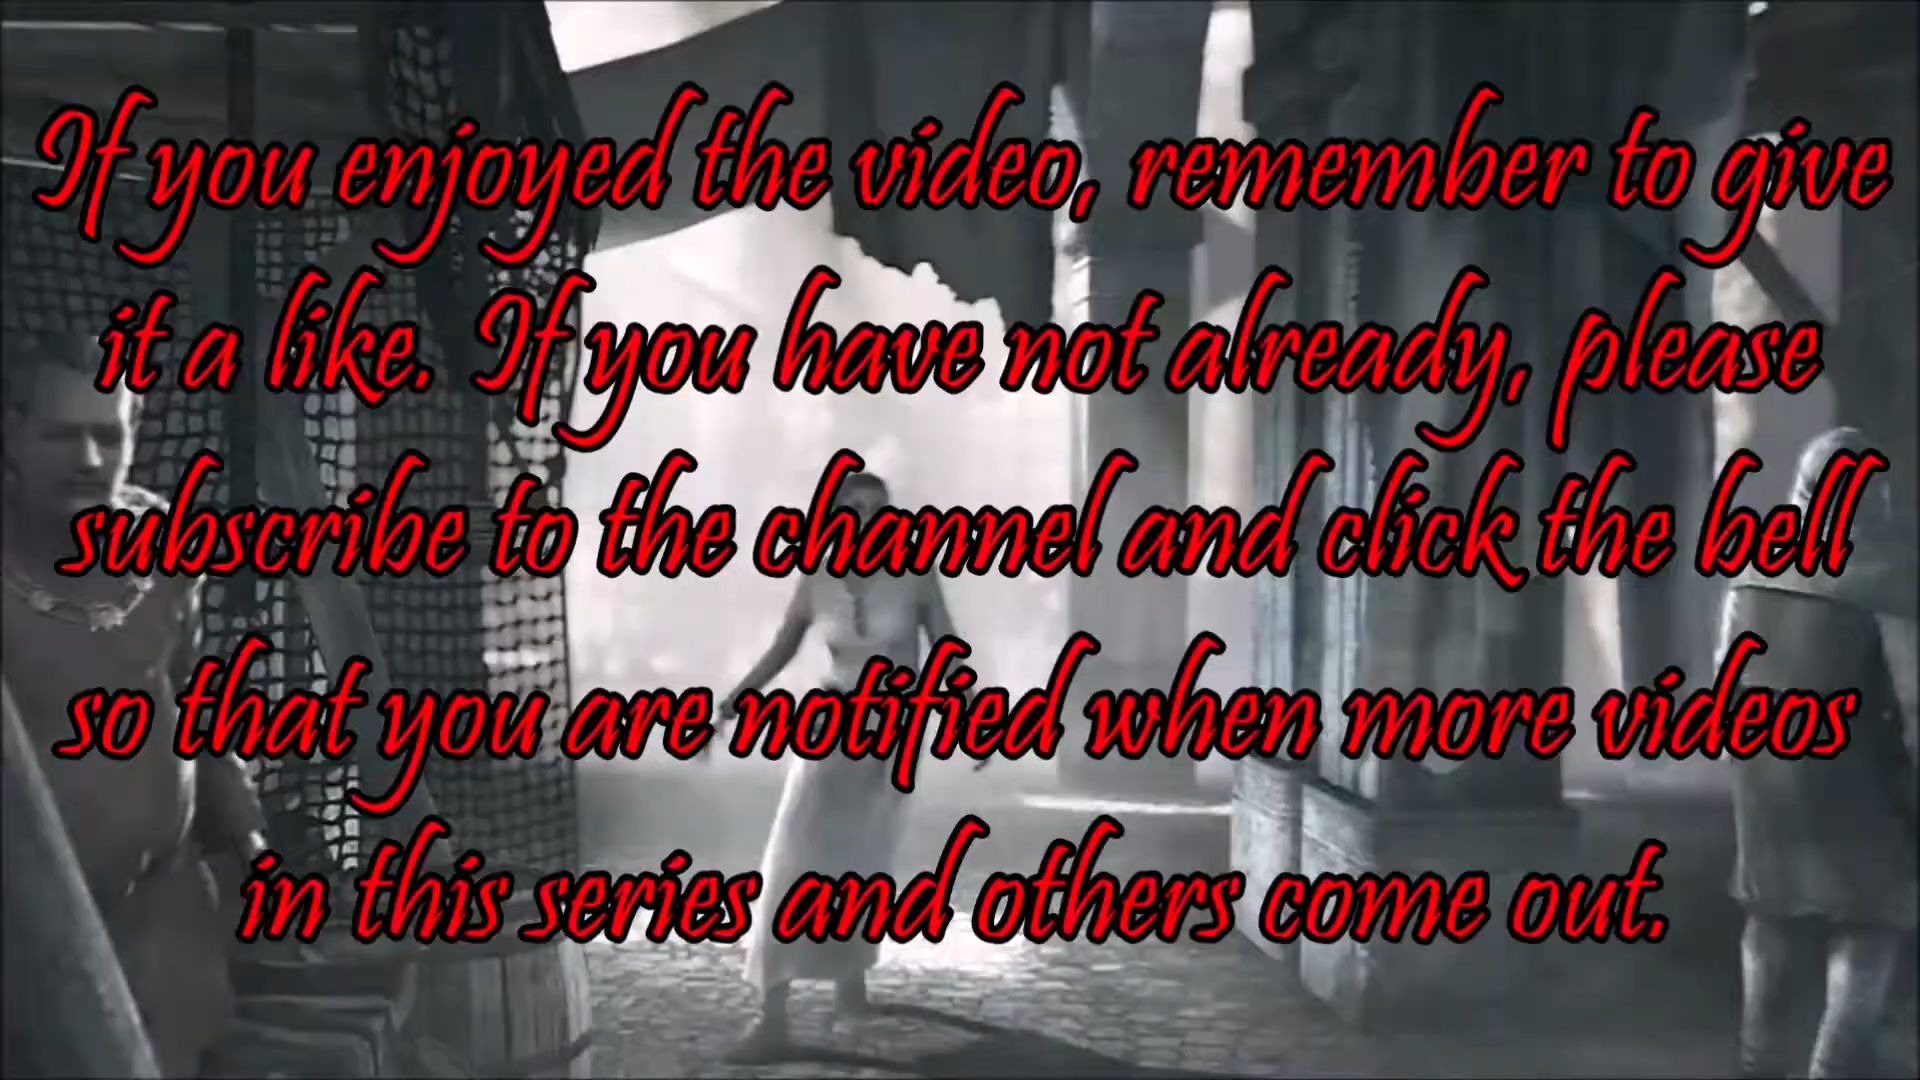 If you enjoyed the video, remember to give
it a like. If you have not already, please
subscribe to the channel and click the bell
so that you are notified when more videos
in this series and others come out.